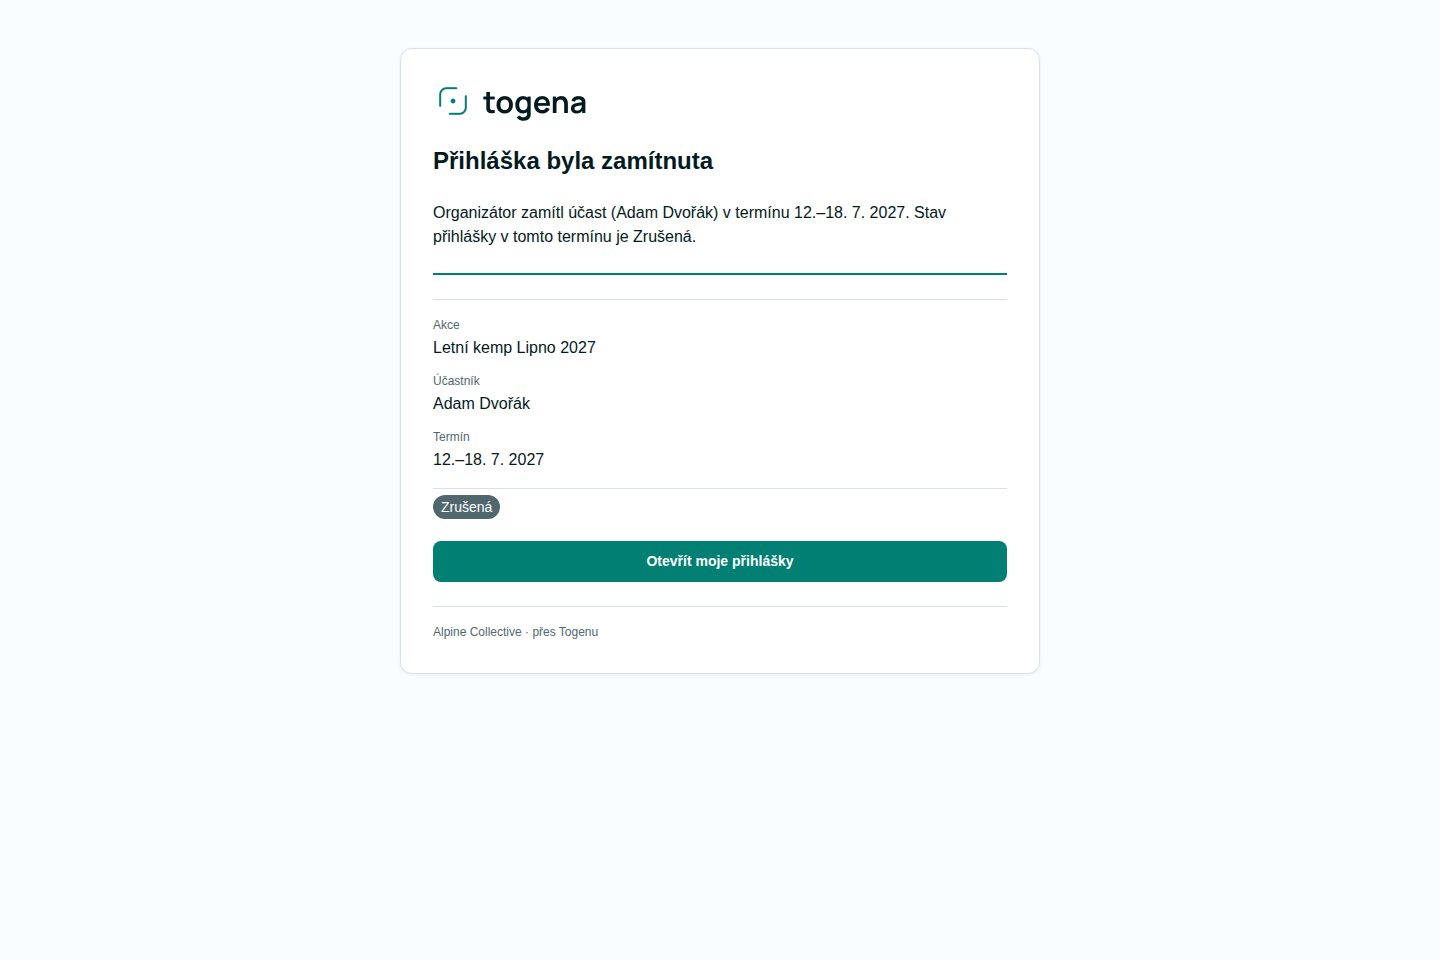 togena
Přihláška byla zamítnuta
Organizátor zamítl účast (Adam Dvořák) v termínu 12.–18. 7. 2027. Stav
přihlášky v tomto termínu je Zrušená.
Akce
Letní kemp Lipno 2027
Účastník
Adam Dvořák
Termín
12.–18. 7. 2027
Zrušená
Otevřít moje přihlášky
Alpine Collective · přes Togenu